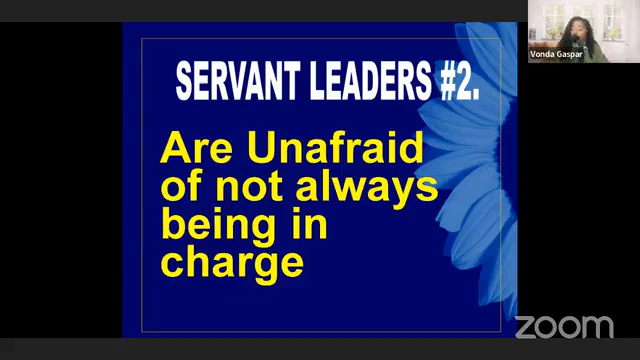 SERVANT LEADERS #2.
Are Unafraid
of not always
being in
charge
Vonda Gaspar
zoom